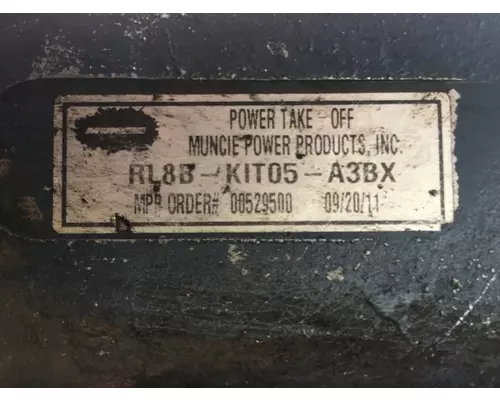 POWER TAKE - OFF
MUNCIE POWER PRODUCTS, INC.
RL8B-KIT05-A3BX
MPP ORDER# 00529500 09/20/11